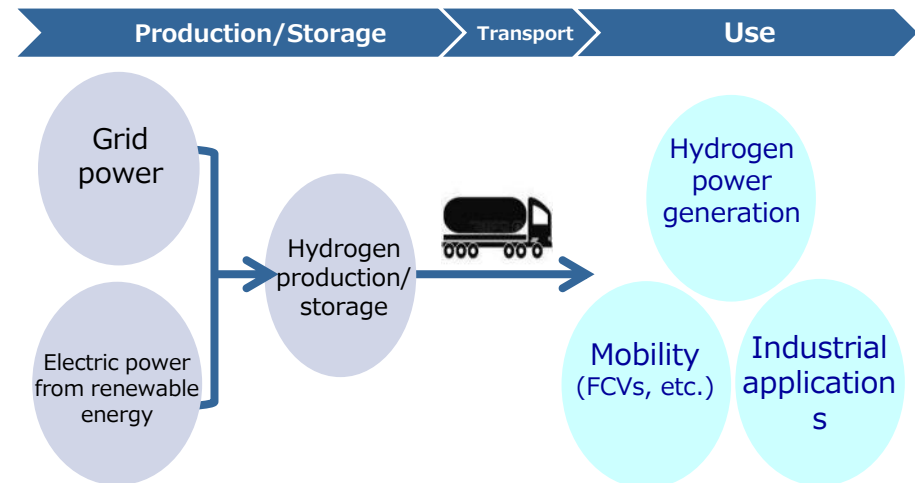 Production/Storage
Transport
Use
Grid
power
Electric power
from renewable
energy
Hydrogen
production/
storage
Hydrogen
power
generation
Mobility
(FCVs, etc.)
Industrial
application
s